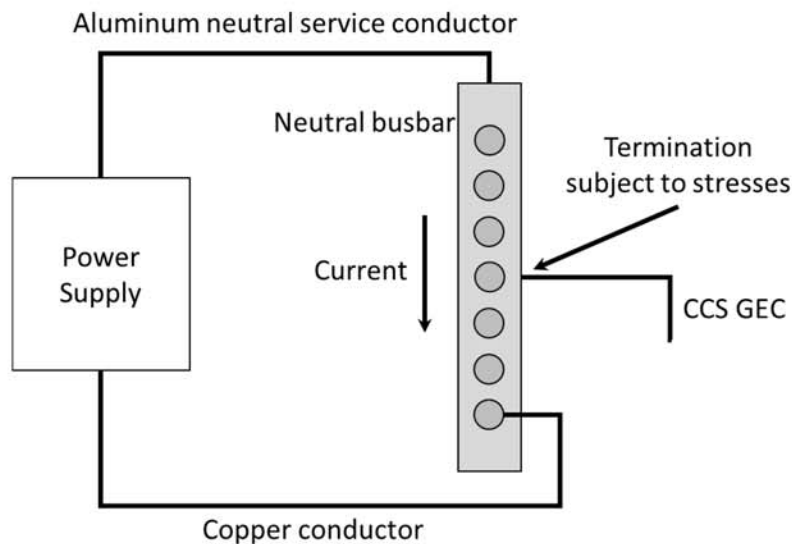 Aluminum neutral service conductor
Neutral busbar
Termination
subject to stresses
Power
Supply
Current
CCS GEC
Copper conductor